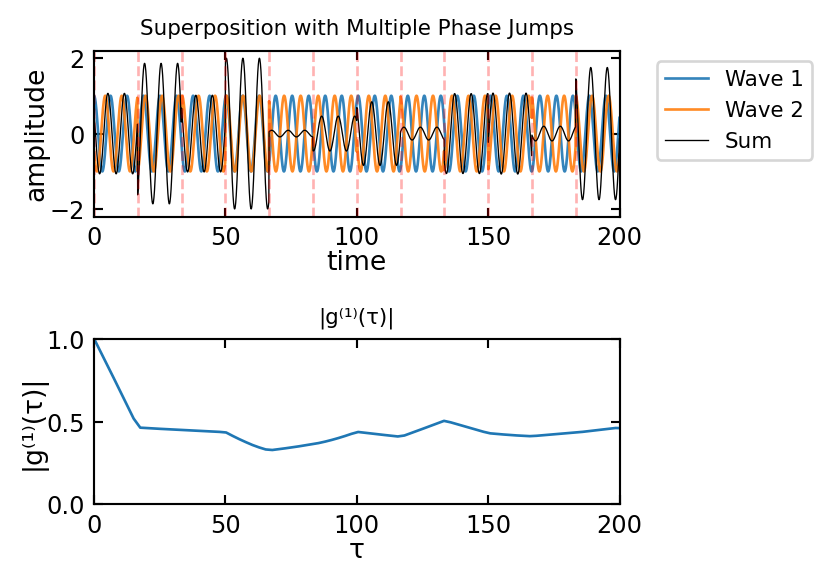 Superposition with Multiple Phase Jumps
amplitude
2
0
−2
0
50
100
150
200
time
Wave 1
Wave 2
Sum
|g⁽¹⁾(τ)|
|g⁽¹⁾(τ)|
1.0
0.5
0.0
0
50
100
150
200
τ